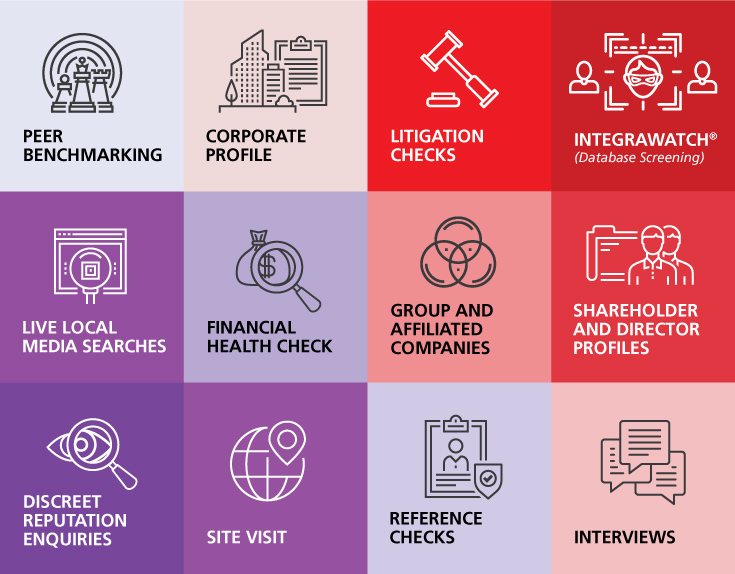 PEER
BENCHMARKING
CORPORATE
PROFILE
LITIGATION
CHECKS
INTEGRAWATCH®
(Database Screening)
LIVE LOCAL
MEDIA SEARCHES
$
FINANCIAL
HEALTH CHECK
GROUP AND
AFFILIATED
COMPANIES
SHAREHOLDER
AND DIRECTOR
PROFILES
DISCREET
REPUTATION
ENQUIRIES
SITE VISIT
REFERENCE
CHECKS
INTERVIEWS